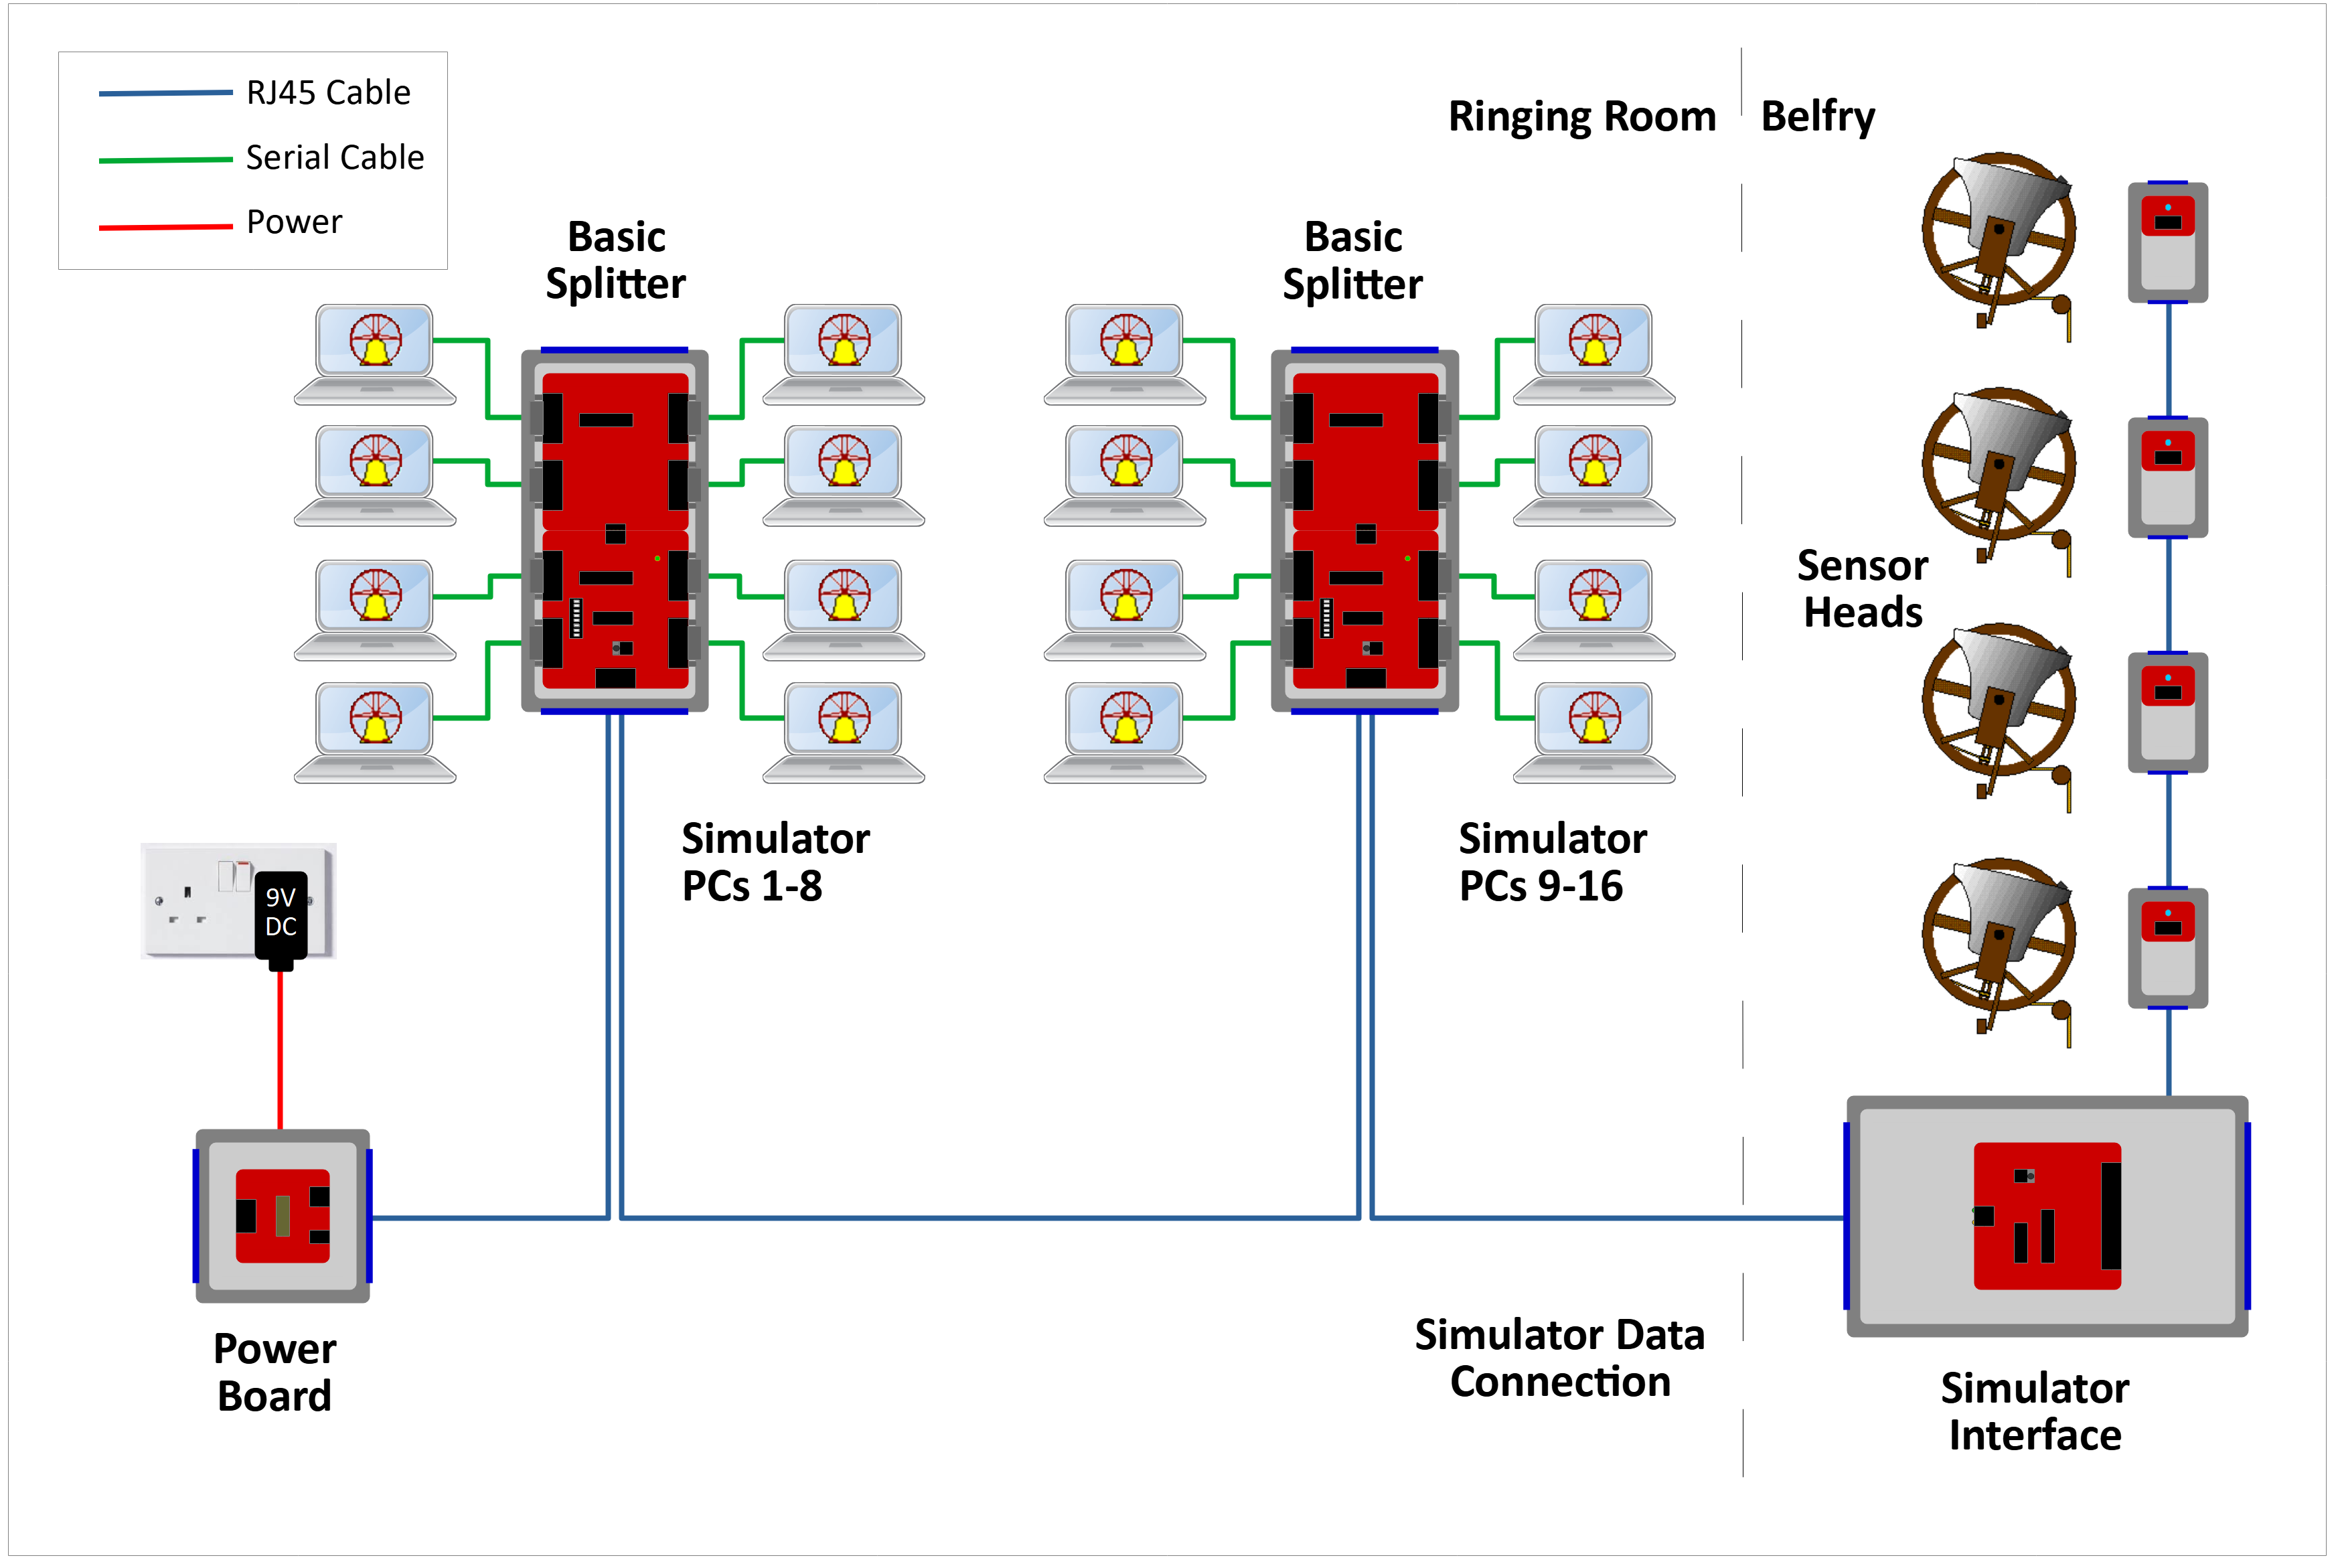 RJ45 Cable
Serial Cable
Power
Ringing Room
Belfry
Basic
Splitter
Basic
Splitter
Sensor
Heads
Simulator
PCs 1-8
Simulator
PCs 9-16
9V
DC
Power
Board
Simulator Data
Connection
Simulator
Interface